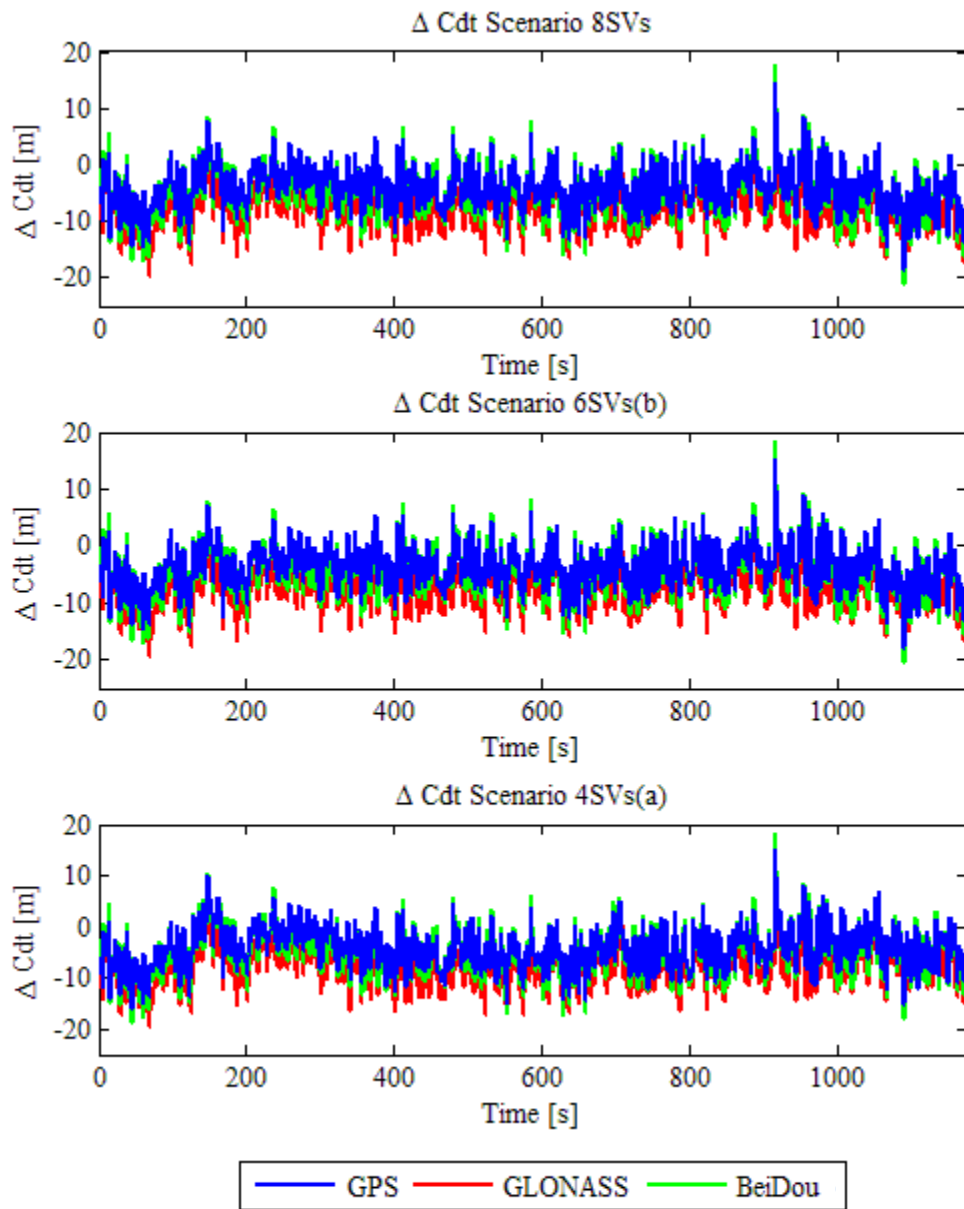 Δ Cdt Scenario 8SVs
20
10
0
-10
-20
Δ Cdt [m]
0 200 400 600 800 1000
Time [s]
Δ Cdt Scenario 6SVs(b)
20
10
0
-10
-20
Δ Cdt [m]
0 200 400 600 800 1000
Time [s]
Δ Cdt Scenario 4SVs(a)
20
10
0
-10
-20
Δ Cdt [m]
0 200 400 600 800 1000
Time [s]
GPS GLONASS BeiDou